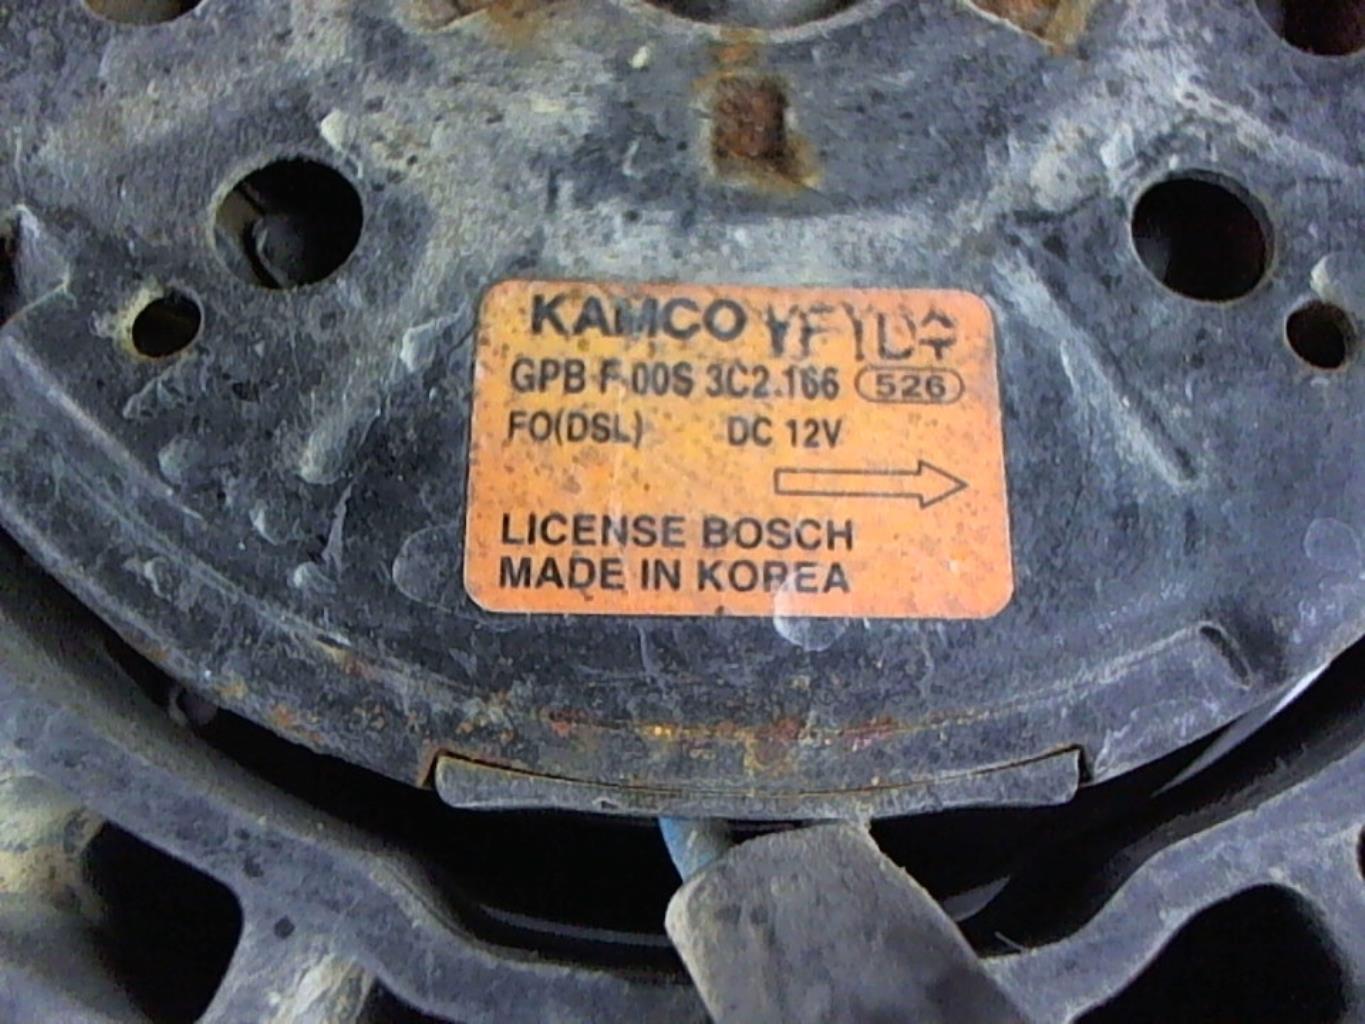 KAMCO
GPB F 00S 3C2.166 526
FO(DSL) DC 12V
LICENSE BOSCH
MADE IN KOREA